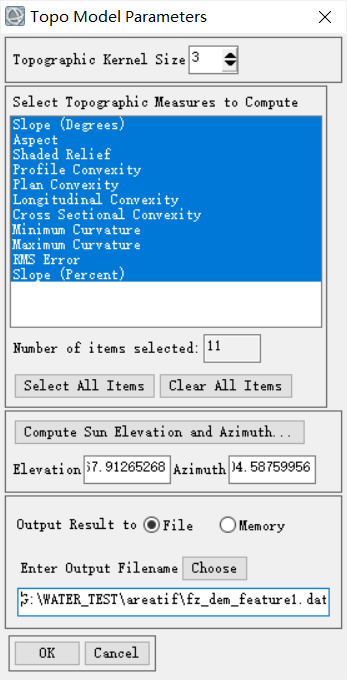 Topo Model Parameters
Topographic Kernel Size 3
Select Topographic Measures to Compute
Slope (Degrees)
Aspect
Shaded Relief
Profile Convexity
Plan Convexity
Longitudinal Convexity
Cross Sectional Convexity
Minimum Curvature
Maximum Curvature
RMS Error
Slope (Percent)
Number of items selected: 11
Select All Items Clear All Items
Compute Sun Elevation and Azimuth...
Elevation 7.91265268 Azimuth 4.58759956
Output Result to File Memory
Enter Output Filename Choose
G:\WATER_TEST\areatif\fz_dem_feature1.dat
OK Cancel